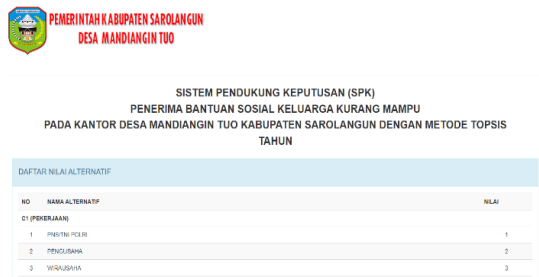 PEMERINTAH KABUPATEN SAROLANGUN
DESA MANDIANGIN TUO
SISTEM PENDUKUNG KEPUTUSAN (SPK)
PENERIMA BANTUAN SOSIAL KELUARGA KURANG MAMPU
PADA KANTOR DESA MANDIANGIN TUO KABUPATEN SAROLANGUN DENGAN METODE TOPSIS
TAHUN
DAFTAR NILAI ALTERNATIF
NO NAMA ALTERNATIF NILAI
C1 (PEKERJAAN)
1 PNS/TNI POLRI 1
2 PENGUSAHA 2
3 WIRAUSAHA 3